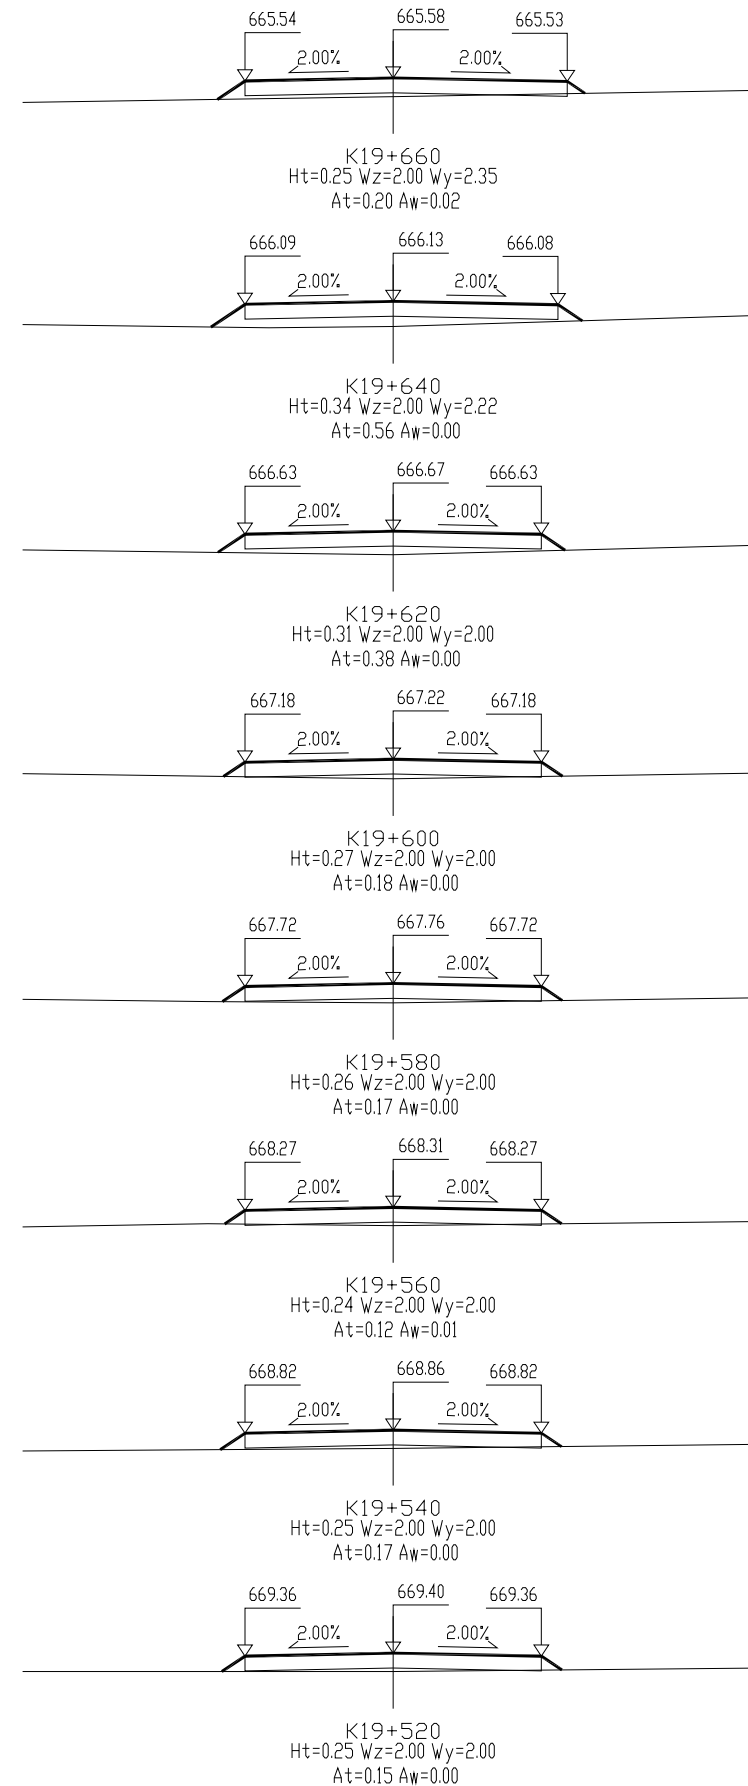 665.54 665.58 665.53
2.00% 2.00%
K19+660
Ht=0.25 Wz=2.00 Wy=2.35
At=0.20 Aw=0.02
666.09 666.13 666.08
2.00% 2.00%
K19+640
Ht=0.34 Wz=2.00 Wy=2.22
At=0.56 Aw=0.00
666.63 666.67 666.63
2.00% 2.00%
K19+620
Ht=0.31 Wz=2.00 Wy=2.00
At=0.38 Aw=0.00
667.18 667.22 667.18
2.00% 2.00%
K19+600
Ht=0.27 Wz=2.00 Wy=2.00
At=0.18 Aw=0.00
667.72 667.76 667.72
2.00% 2.00%
K19+580
Ht=0.26 Wz=2.00 Wy=2.00
At=0.17 Aw=0.00
668.27 668.31 668.27
2.00% 2.00%
K19+560
Ht=0.24 Wz=2.00 Wy=2.00
At=0.12 Aw=0.01
668.82 668.86 668.82
2.00% 2.00%
K19+540
Ht=0.25 Wz=2.00 Wy=2.00
At=0.17 Aw=0.00
669.36 669.40 669.36
2.00% 2.00%
K19+520
Ht=0.25 Wz=2.00 Wy=2.00
At=0.15 Aw=0.00